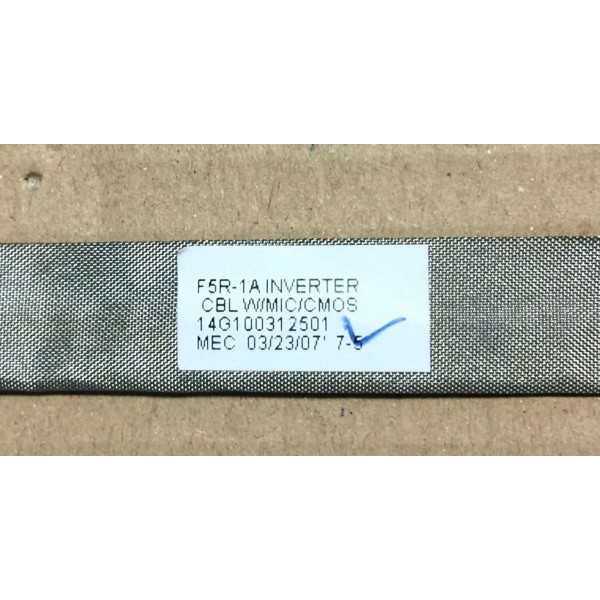 F5R-1A INVERTER
CBL W/MIC/CMOS
14G100312501
MEC 03/23/07' 7-5